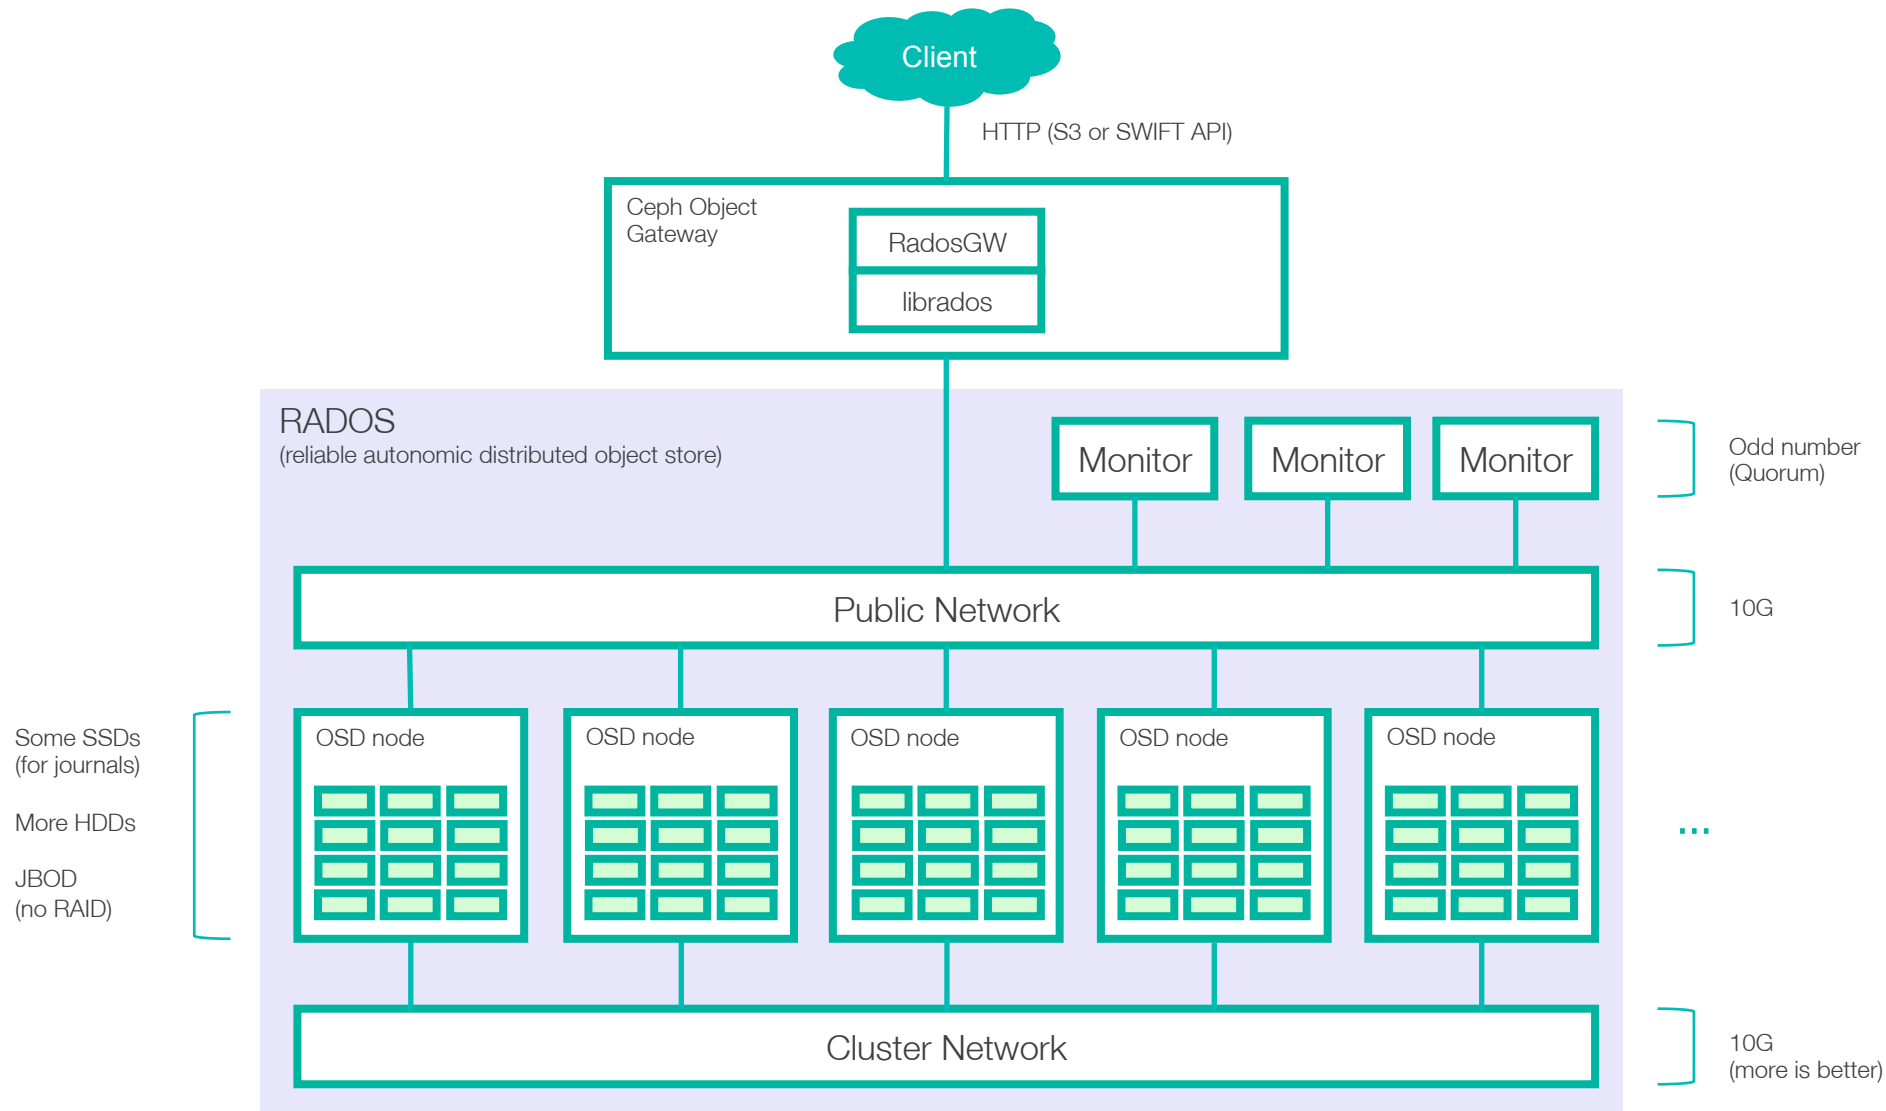 Client
HTTP (S3 or SWIFT API)
Ceph Object
Gateway
RadosGW
librados
RADOS
(reliable autonomic distributed object store)
Monitor
Monitor
Monitor
Odd number
(Quorum)
Public Network
10G
Some SSDs
(for journals)
More HDDs
JBOD
(no RAID)
OSD node
OSD node
OSD node
OSD node
OSD node
...
Cluster Network
10G
(more is better)